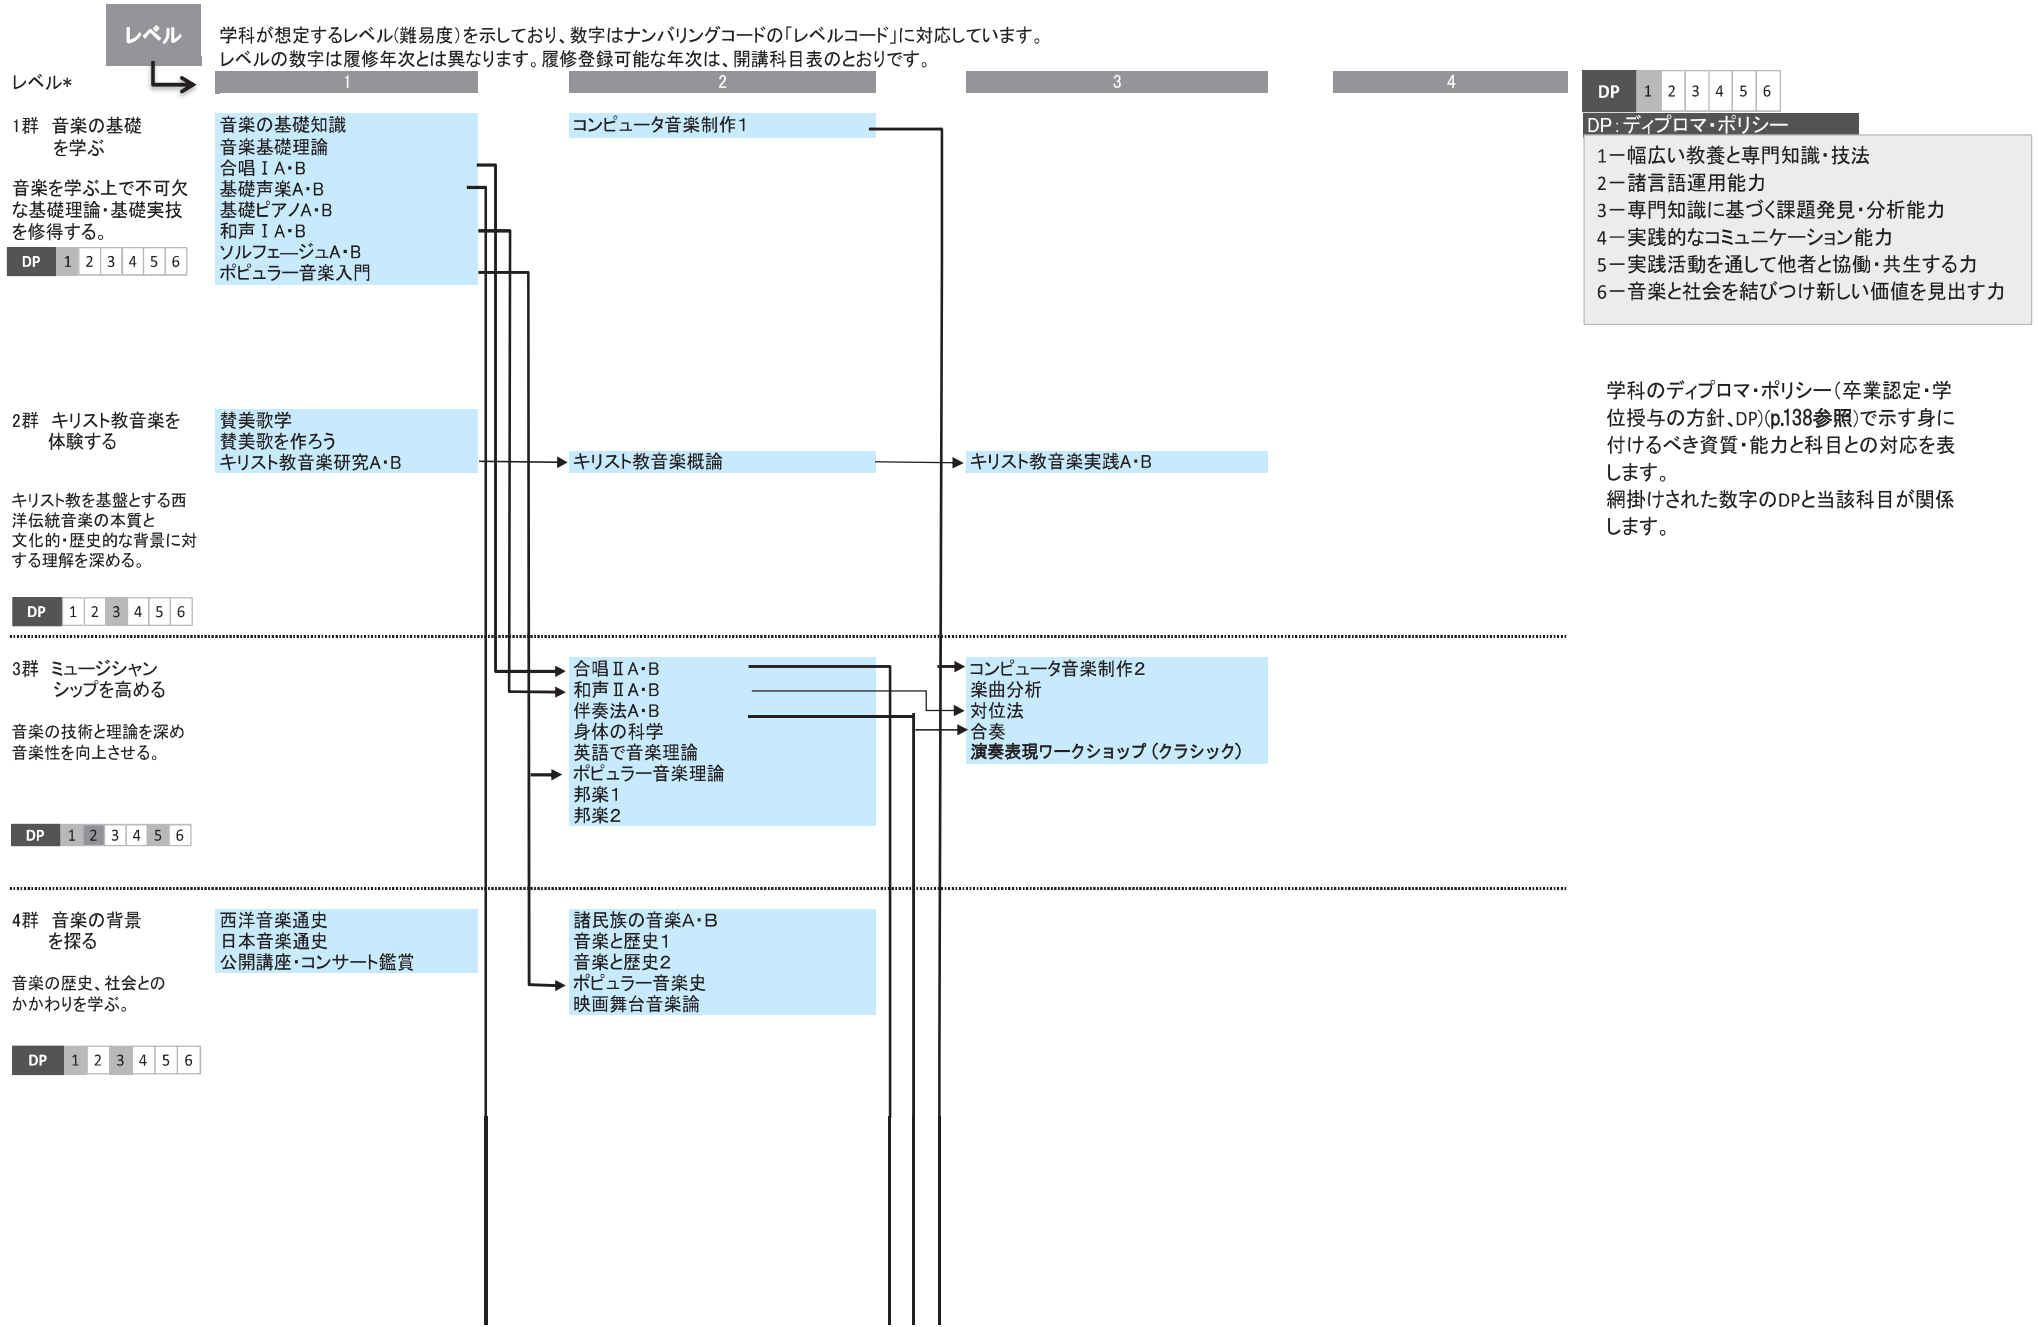 レベル
学科が想定するレベル(難易度)を示しており、数字はナンバリングコードの「レベルコード」に対応しています。
レベルの数字は履修年次とは異なります。履修登録可能な年次は、開講科目表のとおりです。
レベル*
1
2
3
4
1群 音楽の基礎
を学ぶ
音楽を学ぶ上で不可欠
な基礎理論・基礎実技
を修得する。
DP 1 2 3 4 5 6
音楽の基礎知識
音楽基礎理論
合唱ⅠA・B
基礎声楽A・B
基礎ピアノA・B
和声ⅠA・B
ソルフェ―ジュA・B
ポピュラー音楽入門
コンピュータ音楽制作1
2群 キリスト教音楽を
体験する
キリスト教を基盤とする西
洋伝統音楽の本質と
文化的・歴史的な背景に対
する理解を深める。
DP 1 2 3 4 5 6
賛美歌学
賛美歌を作ろう
キリスト教音楽研究A・B
キリスト教音楽概論
キリスト教音楽実践A・B
3群 ミュージシャン
シップを高める
音楽の技術と理論を深め
音楽性を向上させる。
DP 1 2 3 4 5 6
合唱ⅡA・B
和声ⅡA・B
伴奏法A・B
身体の科学
英語で音楽理論
ポピュラー音楽理論
邦楽1
邦楽2
コンピュータ音楽制作2
楽曲分析
対位法
合奏
演奏表現ワークショップ(クラシック)
4群 音楽の背景
を探る
音楽の歴史、社会との
かかわりを学ぶ。
DP 1 2 3 4 5 6
西洋音楽通史
日本音楽通史
公開講座・コンサート鑑賞
諸民族の音楽A・B
音楽と歴史1
音楽と歴史2
ポピュラー音楽史
映画舞台音楽論
DP 1 2 3 4 5 6
DP:ディプロマ・ポリシー
1－幅広い教養と専門知識・技法
2－諸言語運用能力
3－専門知識に基づく課題発見・分析能力
4－実践的なコミュニケーション能力
5－実践活動を通して他者と協働・共生する力
6－音楽と社会を結びつけ新しい価値を見出す力
学科のディプロマ・ポリシー(卒業認定・学
位授与の方針、DP)(p.138参照)で示す身に
付けるべき資質・能力と科目との対応を表
します。
網掛けされた数字のDPと当該科目が関係
します。